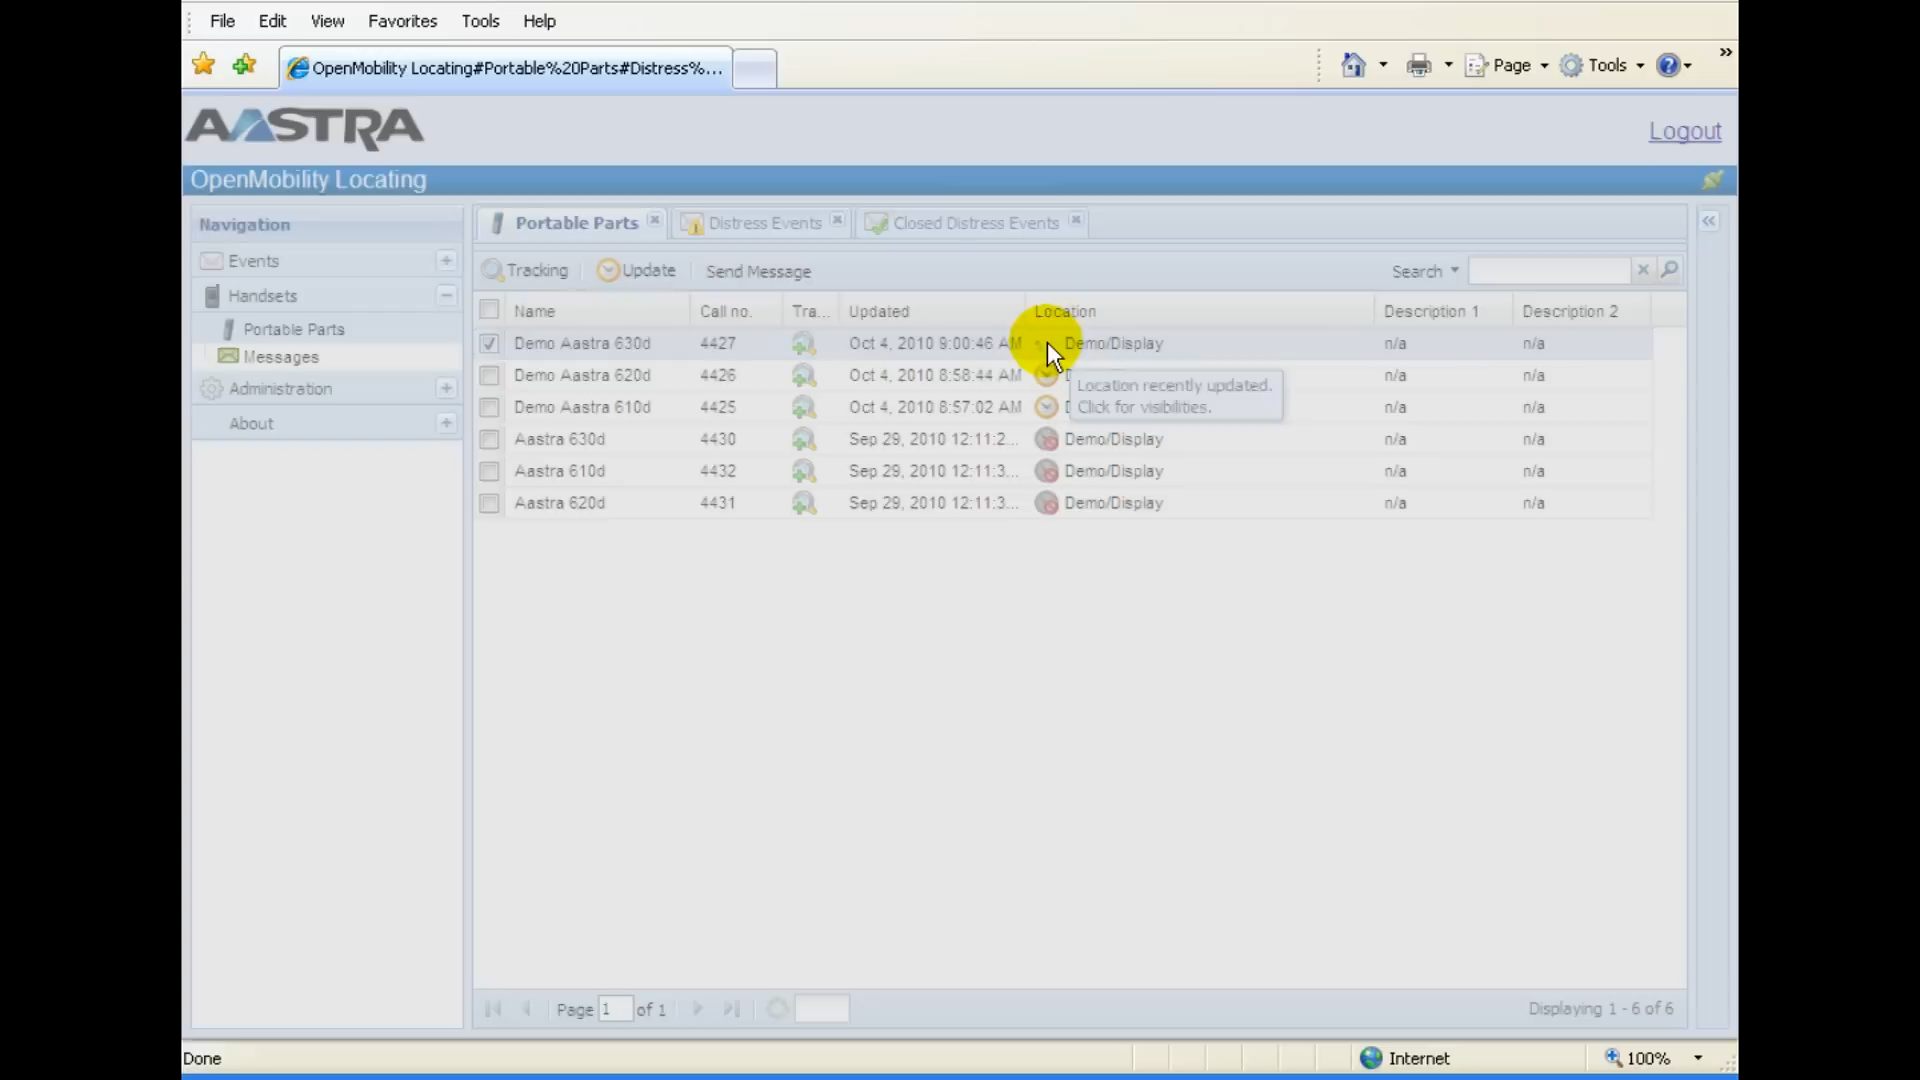 File Edit View Favorites Tools Help
OpenMobility Locating#Portable%20Parts#Distress%...
Page Tools
AASTRA
Logout
OpenMobility Locating
Navigation
Portable Parts Distress Events Closed Distress Events
Events
Tracking Update Send Message Search
Handsets
Name Call no. Tra... Updated Location Description 1 Description 2
Portable Parts
Demo Aastra 630d 4427 Oct 4, 2010 9:00:46 AM Demo/Display n/a n/a
Messages
Demo Aastra 620d 4426 Oct 4, 2010 8:58:44 AM n/a n/a
Location recently updated.
Click for visibilities.
Administration
Demo Aastra 610d 4425 Oct 4, 2010 8:57:02 AM n/a n/a
About
Aastra 630d 4430 Sep 29, 2010 12:11:2... Demo/Display n/a n/a
Aastra 610d 4432 Sep 29, 2010 12:11:3... Demo/Display n/a n/a
Aastra 620d 4431 Sep 29, 2010 12:11:3... Demo/Display n/a n/a
Page 1 of 1 Displaying 1 - 6 of 6
Done Internet 100%